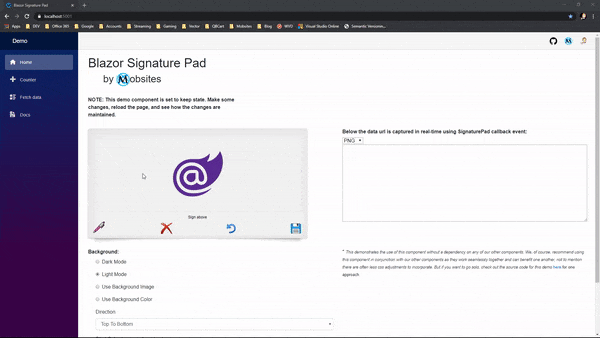 Blazor Signature Pad
localhost:5001
Apps
DEV
Office 365
Google
Accounts
Streaming
Gaming
Vector
QBCart
Mobsites
Blog
WVD
Visual Studio Online
Semantic Versionin...
Demo
Home
Counter
Fetch data
Docs
Blazor Signature Pad
by Mobsites
NOTE: This demo component is set to keep state. Make some
changes, reload the page, and see how the changes are
maintained.
Sign above
Background:
Dark Mode
Light Mode
Use Background Image
Use Background Color
Direction
Top To Bottom
Below the data url is captured in real-time using SignaturePad callback event:
PNG
* This demonstrates the use of this component without a dependency on any of our other components. We, of course, recommend using
this component in conjunction with our other components as they work seamlessly together and can benefit one another, not to mention
there are often less css adjustments to incorporate. But if you want to go solo, check out the source code for this demo here for one
approach.